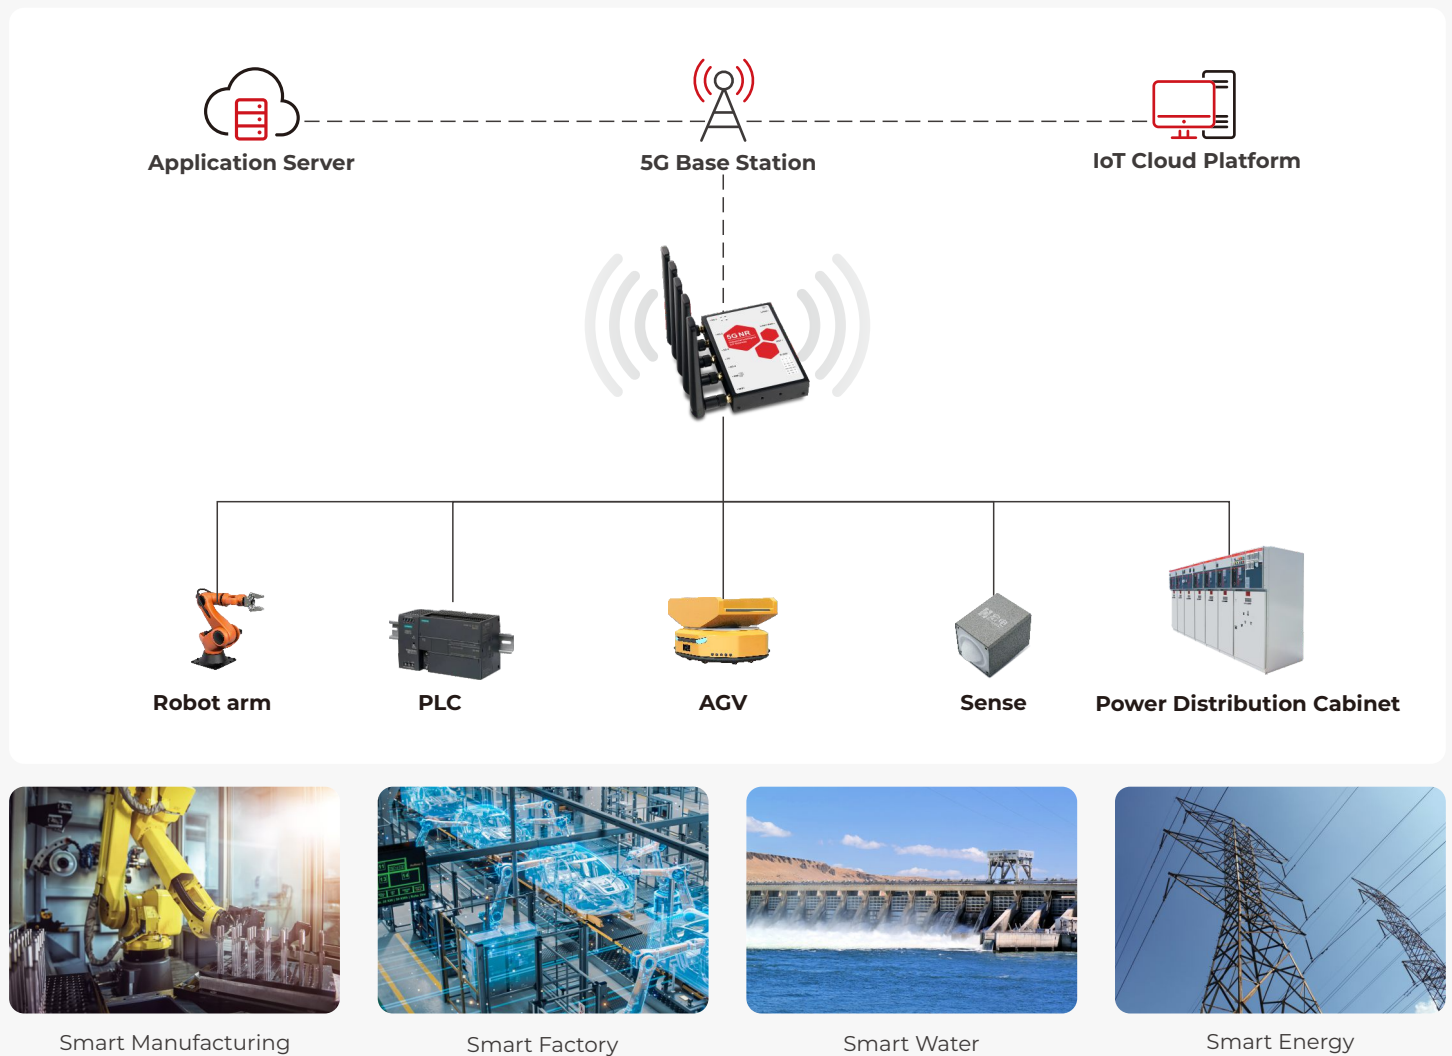 Application Server
5G Base Station
IoT Cloud Platform
5G NR
Robot arm
PLC
AGV
Sense
Power Distribution Cabinet
Smart Manufacturing
Smart Factory
Smart Water
Smart Energy